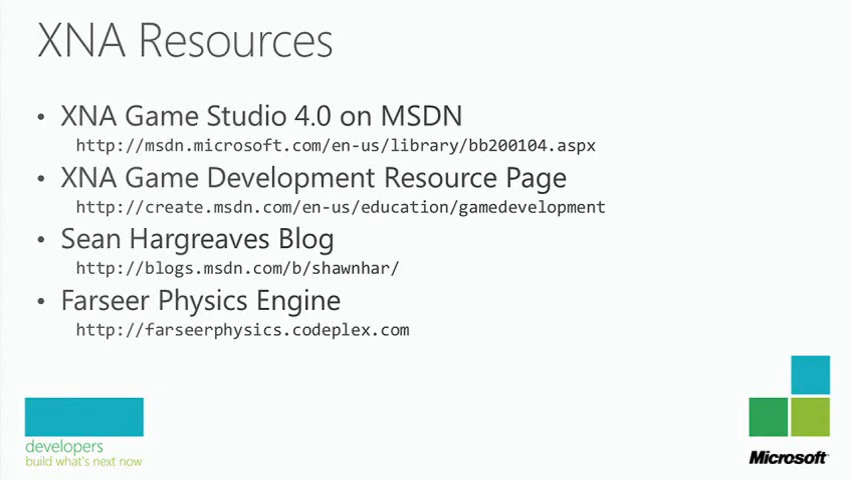 XNA Resources
• XNA Game Studio 4.0 on MSDN
http://msdn.microsoft.com/en-us/library/bb200104.aspx
• XNA Game Development Resource Page
http://create.msdn.com/en-us/education/gamedevelopment
• Sean Hargreaves Blog
http://blogs.msdn.com/b/shawnhar/
• Farseer Physics Engine
http://farseerphysics.codeplex.com
developers
build what's next now
Microsoft